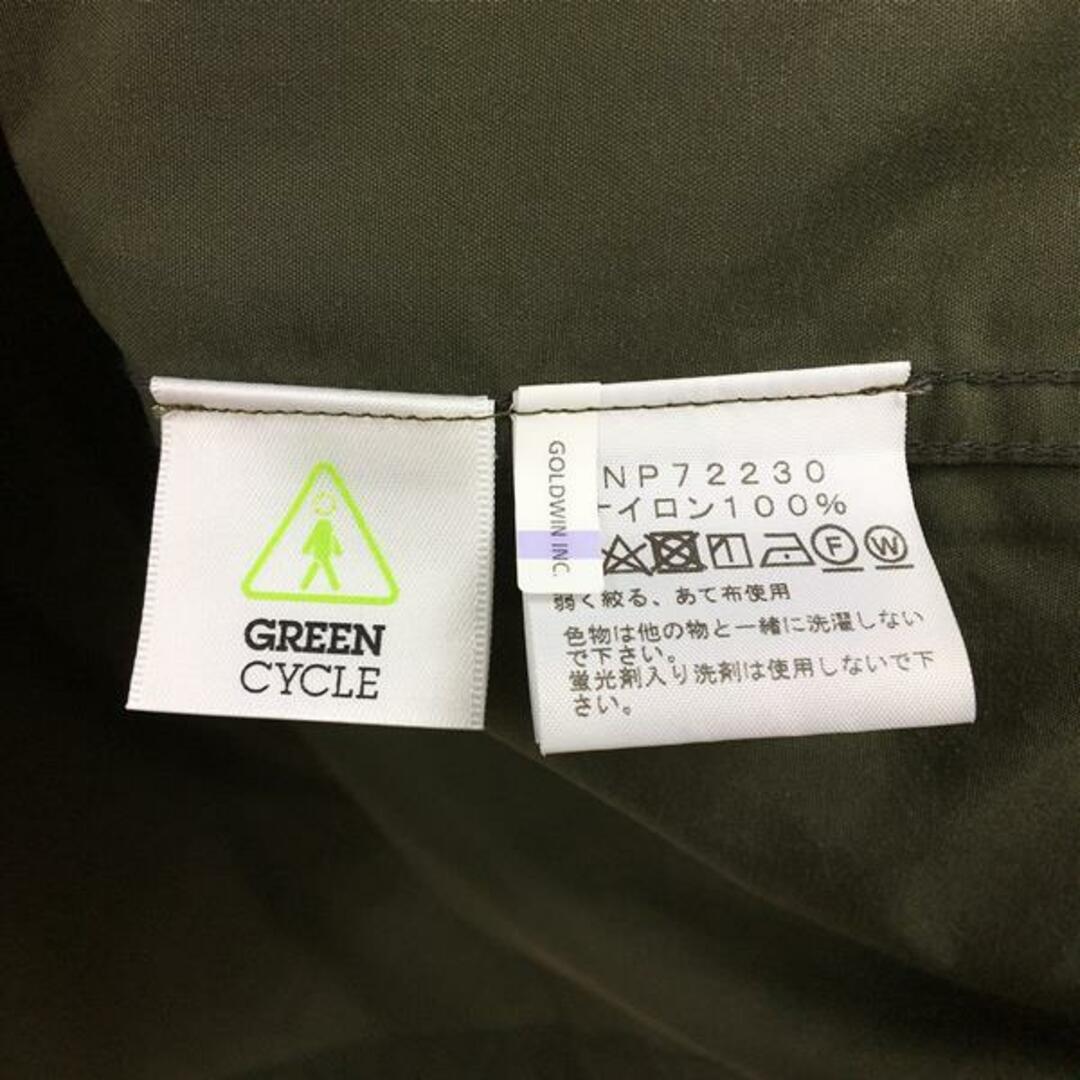 GREEN
CYCLE
GOLDWIN INC.
NP72230
ナイロン100%
F W
弱く絞る、あて布使用
色物は他の物と一緒に洗濯しない
で下さい。
蛍光剤入り洗剤は使用しないで下
さい。